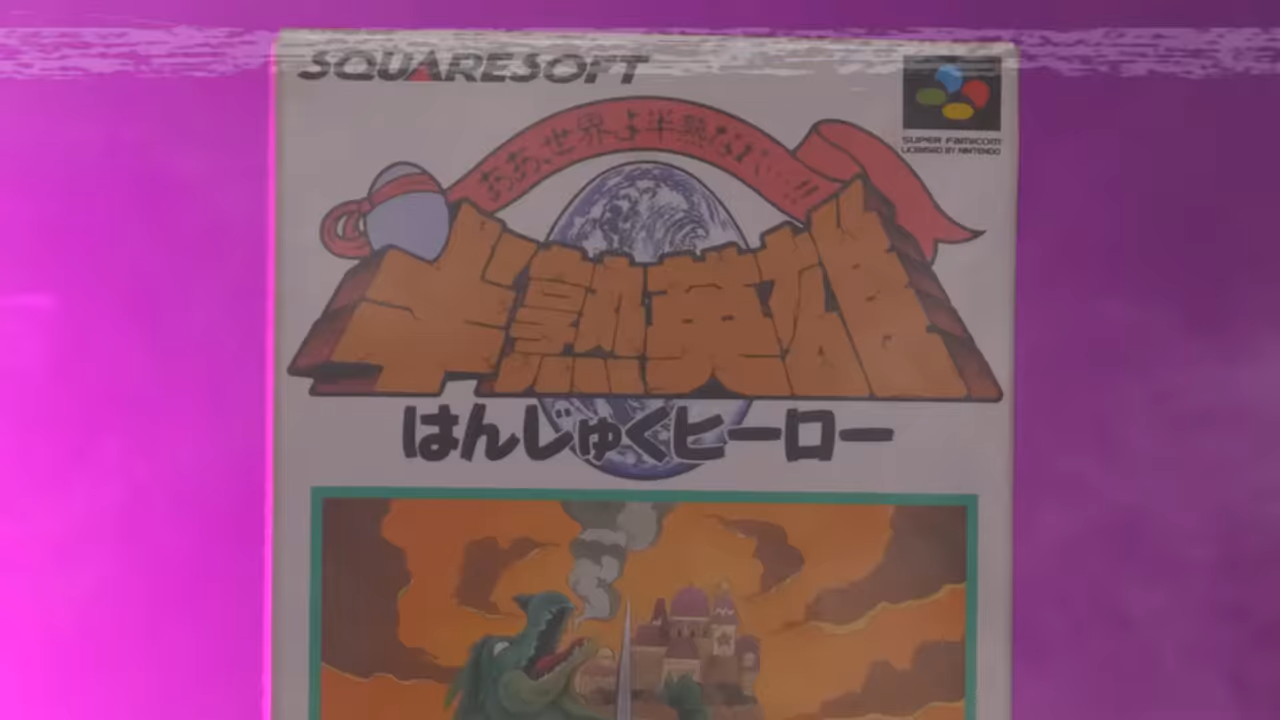 SQUARESOFT
SUPER FAMICOM
LICENSED BY NINTENDO
ああ、世界よ半熟なれ…!!
半熟英雄
はんじゅくヒーロー